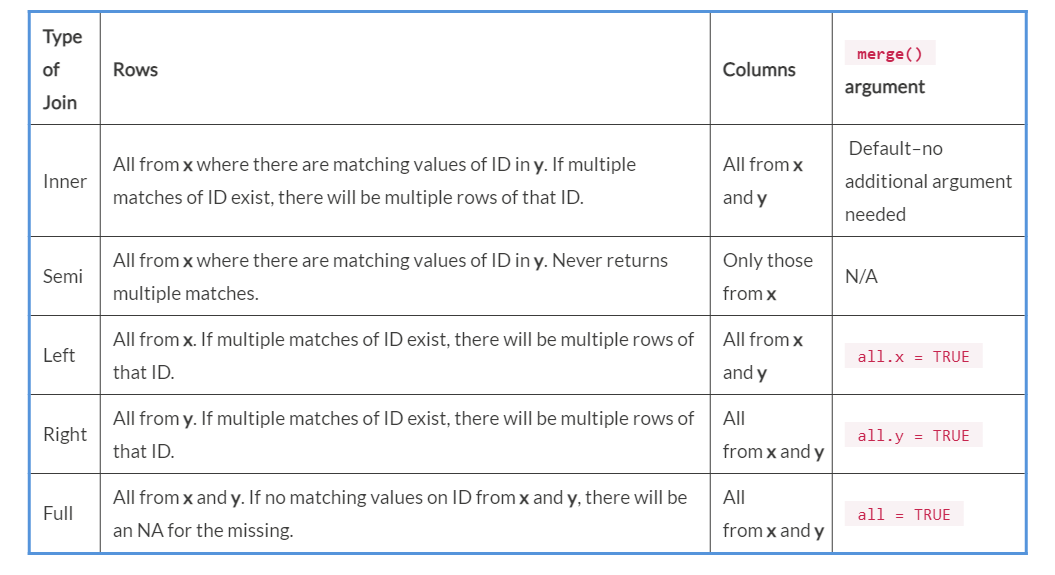 Type
of
Join
Rows
Columns
merge()
argument
Inner
All from x where there are matching values of ID in y. If multiple
matches of ID exist, there will be multiple rows of that ID.
All from x
and y
Default–no
additional argument
needed
Semi
All from x where there are matching values of ID in y. Never returns
multiple matches.
Only those
from x
N/A
Left
All from x. If multiple matches of ID exist, there will be multiple rows of
that ID.
All from x
and y
all.x = TRUE
Right
All from y. If multiple matches of ID exist, there will be multiple rows of
that ID.
All
from x and y
all.y = TRUE
Full
All from x and y. If no matching values on ID from x and y, there will be
an NA for the missing.
All
from x and y
all = TRUE